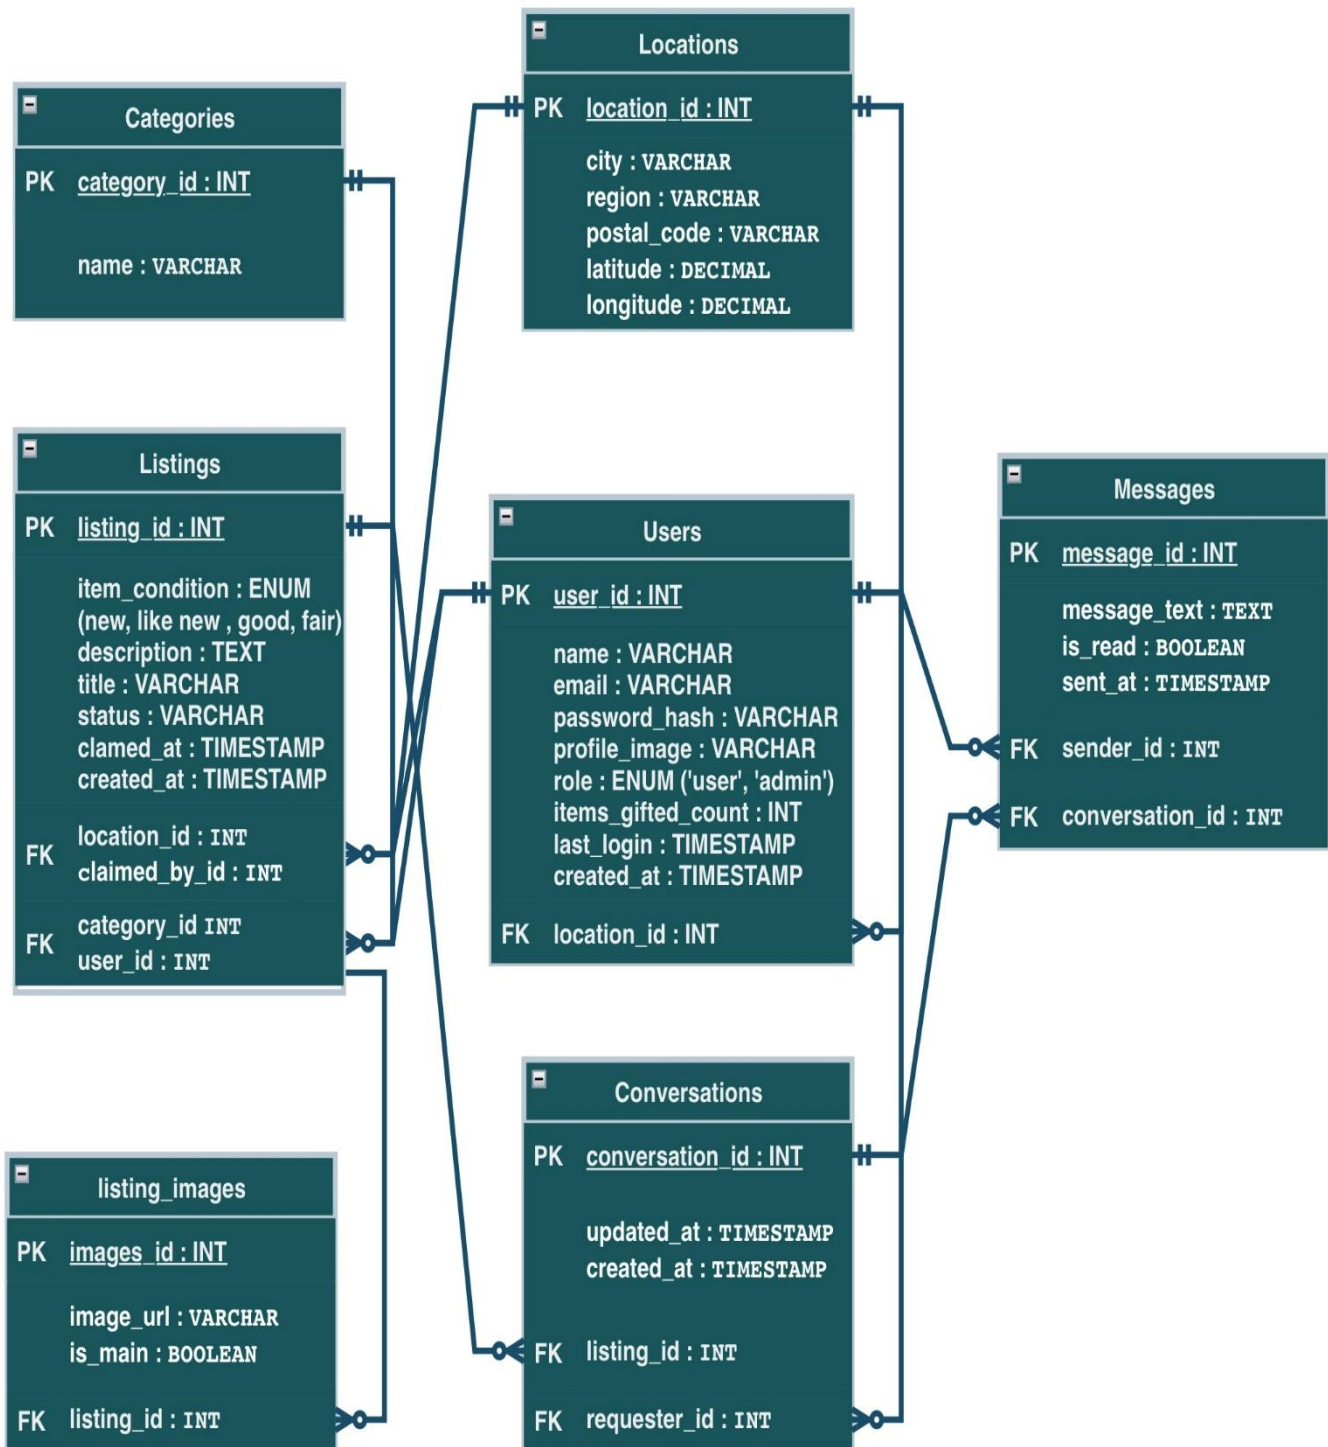 Categories
PK category_id : INT
name : VARCHAR
Locations
PK location_id : INT
city : VARCHAR
region : VARCHAR
postal_code : VARCHAR
latitude : DECIMAL
longitude : DECIMAL
Listings
PK listing_id : INT
item_condition : ENUM
(new, like new , good, fair)
description : TEXT
title : VARCHAR
status : VARCHAR
clamed_at : TIMESTAMP
created_at : TIMESTAMP
FK location_id : INT
claimed_by_id : INT
FK category_id INT
user_id : INT
Users
PK user_id : INT
name : VARCHAR
email : VARCHAR
password_hash : VARCHAR
profile_image : VARCHAR
role : ENUM ('user', 'admin')
items_gifted_count : INT
last_login : TIMESTAMP
created_at : TIMESTAMP
FK location_id : INT
Messages
PK message_id : INT
message_text : TEXT
is_read : BOOLEAN
sent_at : TIMESTAMP
FK sender_id : INT
FK conversation_id : INT
listing_images
PK images_id : INT
image_url : VARCHAR
is_main : BOOLEAN
FK listing_id : INT
Conversations
PK conversation_id : INT
updated_at : TIMESTAMP
created_at : TIMESTAMP
FK listing_id : INT
FK requester_id : INT